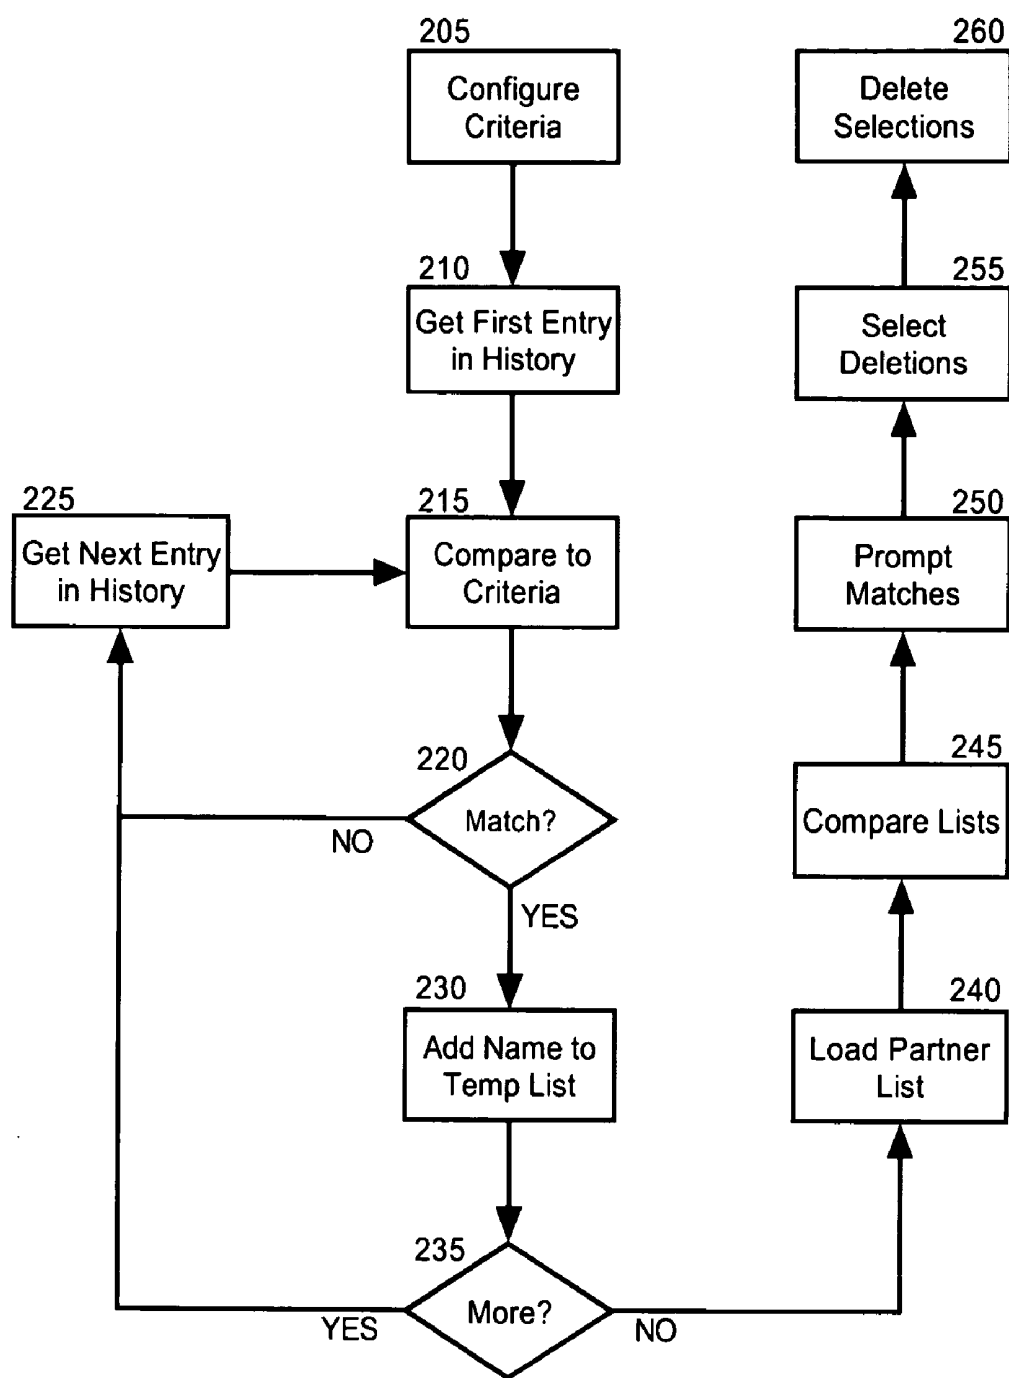 205
Configure
Criteria
210
Get First Entry
in History
225
Get Next Entry
in History
215
Compare to
Criteria
220
Match?
NO
YES
230
Add Name to
Temp List
235
More?
YES
NO
240
Load Partner
List
245
Compare Lists
250
Prompt
Matches
255
Select
Deletions
260
Delete
Selections